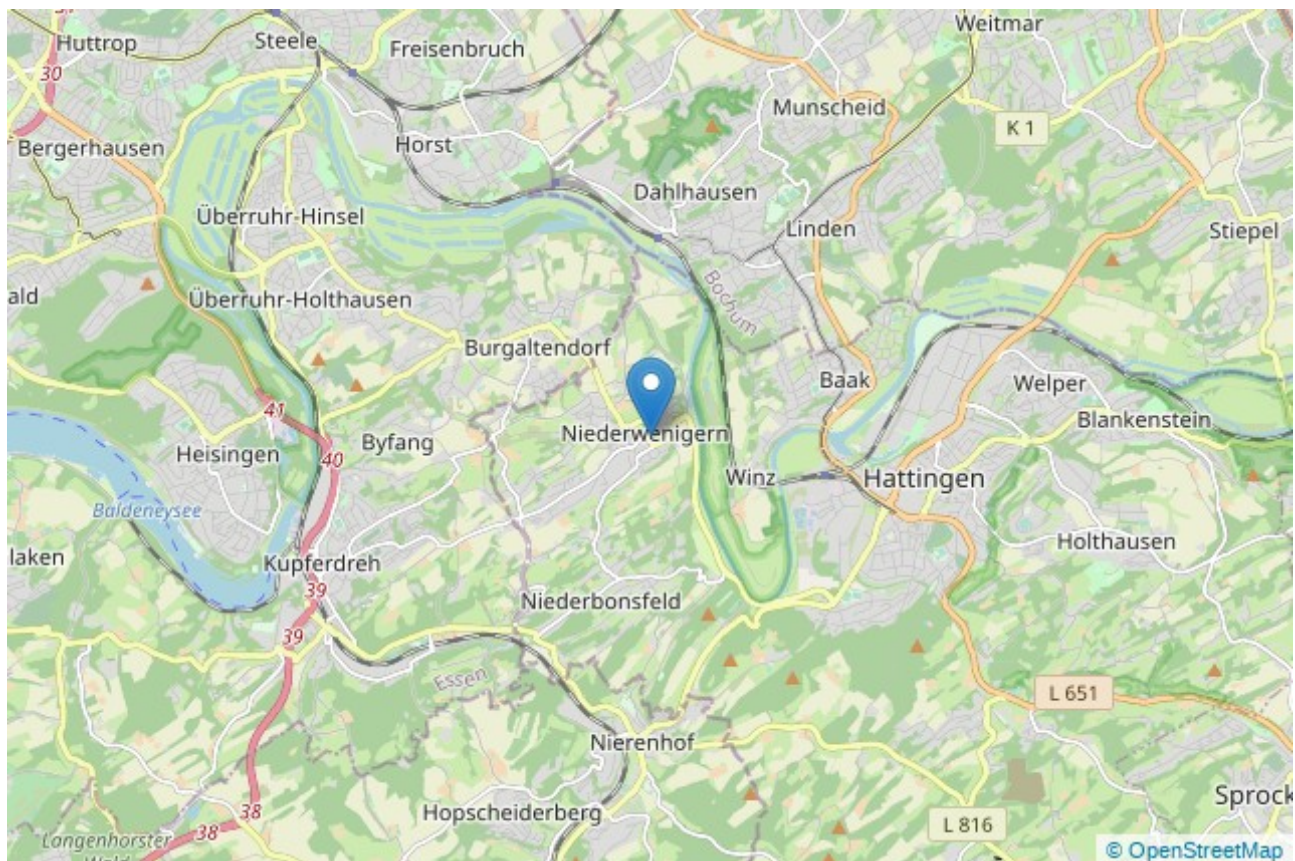 Weitmar
Huttrop
Steele
Freisenbruch
30
Munscheid
K 1
Bergerhausen
Horst
Dahlhausen
Überruhr-Hinsel
Linden
Stiepel
ald
Überruhr-Holthausen
Bochum
Burgaltendorf
Baak
Welper
41
Blankenstein
Niederwenigern
Byfang
Heisingen
40
Winz
Hattingen
Baldeneysee
laken
Kupferdreh
Holthausen
39
Niederbonsfeld
39
Essen
L 651
Nierenhof
Sprock
Hopscheiderberg
38
38
L 816
Langenhorster
Wald
© OpenStreetMap